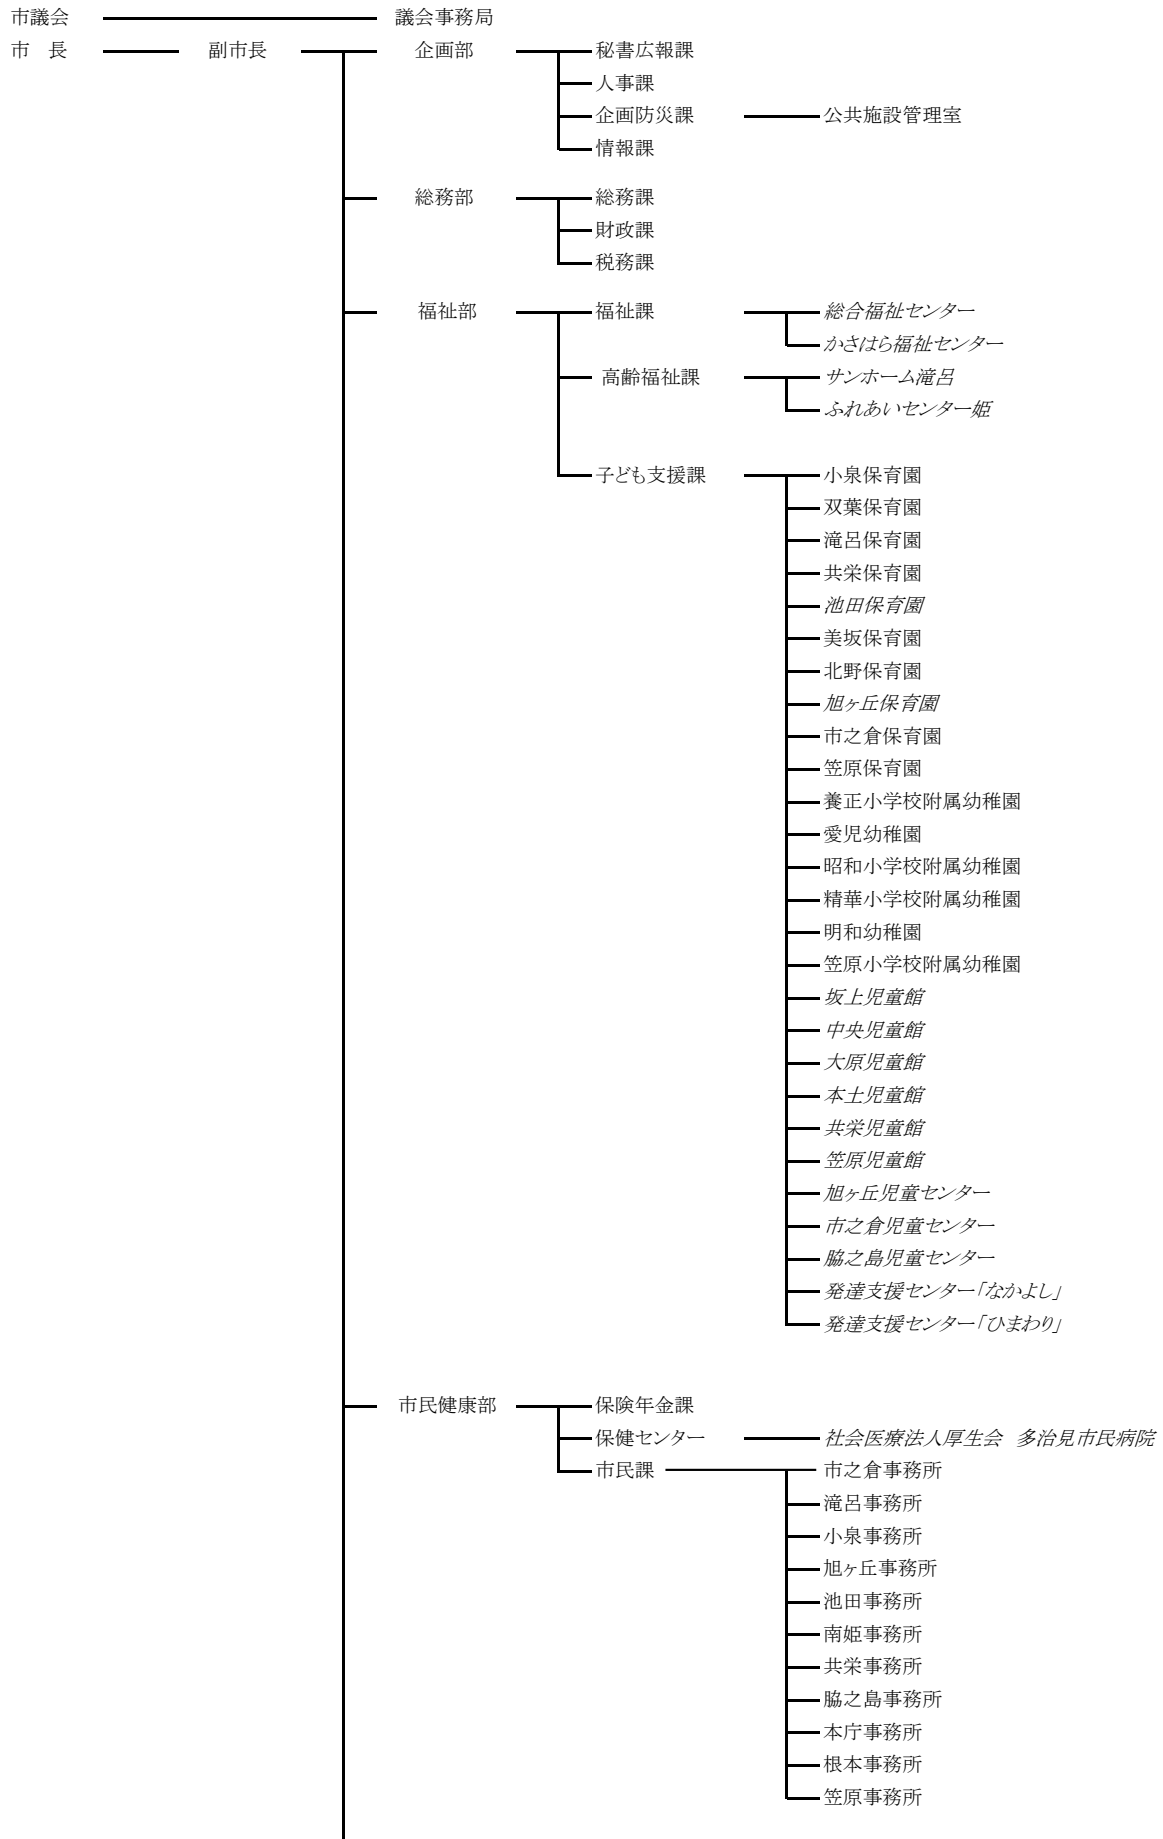 市議会 議会事務局
市　長 副市長 企画部 秘書広報課
人事課
企画防災課 公共施設管理室
情報課
総務部 総務課
財政課
税務課
福祉部 福祉課 総合福祉センター
かさはら福祉センター
高齢福祉課 サンホーム滝呂
ふれあいセンター姫
子ども支援課 小泉保育園
双葉保育園
滝呂保育園
共栄保育園
池田保育園
美坂保育園
北野保育園
旭ヶ丘保育園
市之倉保育園
笠原保育園
養正小学校附属幼稚園
愛児幼稚園
昭和小学校附属幼稚園
精華小学校附属幼稚園
明和幼稚園
笠原小学校附属幼稚園
坂上児童館
中央児童館
大原児童館
本土児童館
共栄児童館
笠原児童館
旭ヶ丘児童センター
市之倉児童センター
脇之島児童センター
発達支援センター「なかよし」
発達支援センター「ひまわり」
市民健康部 保険年金課
保健センター 社会医療法人厚生会　多治見市民病院
市民課 市之倉事務所
滝呂事務所
小泉事務所
旭ヶ丘事務所
池田事務所
南姫事務所
共栄事務所
脇之島事務所
本庁事務所
根本事務所
笠原事務所